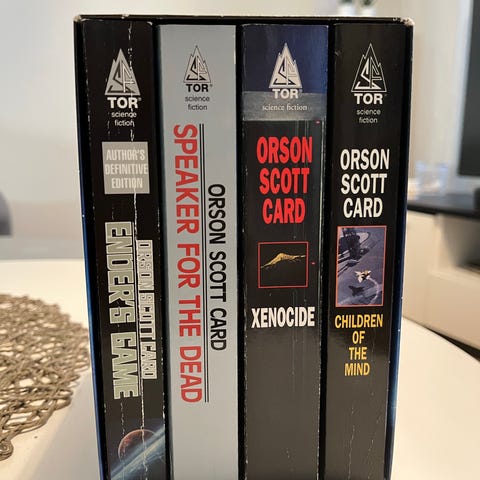 TOR
science
fiction
AUTHOR'S
DEFINITIVE
EDITION
ORSON SCOTT CARD
ENDER'S GAME
TOR
science
fiction
ORSON SCOTT CARD
SPEAKER FOR THE DEAD
TOR
science fiction
ORSON
SCOTT
CARD
XENOCIDE
TOR
science
fiction
ORSON
SCOTT
CARD
CHILDREN
OF
THE
MIND